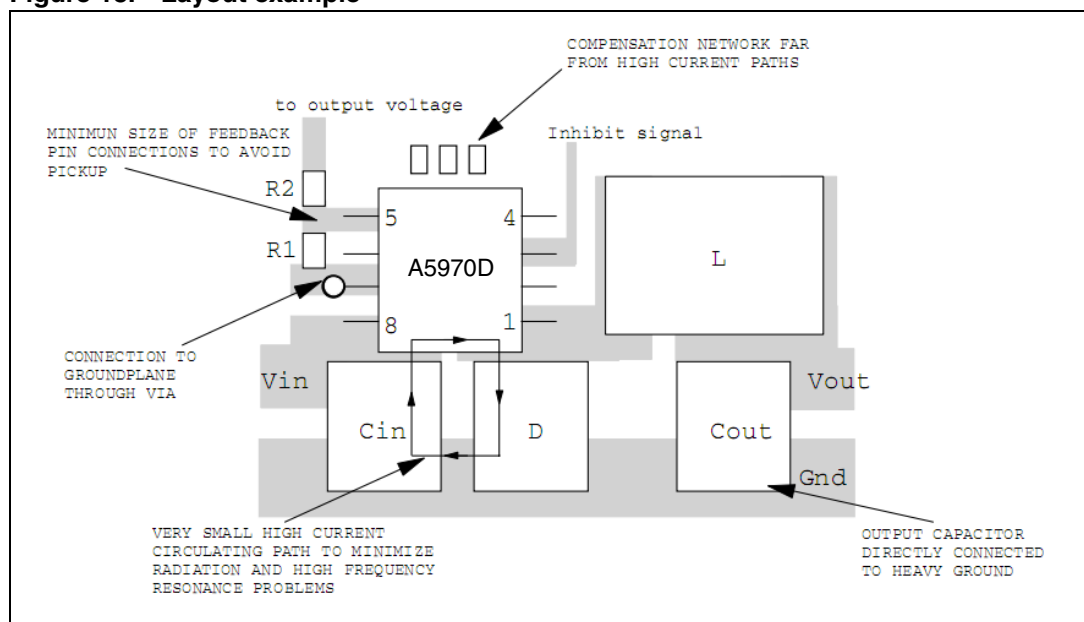 Figure 18. Layout example
COMPENSATION NETWORK FAR
FROM HIGH CURRENT PATHS
to output voltage
MINIMUN SIZE OF FEEDBACK
PIN CONNECTIONS TO AVOID
PICKUP
Inhibit signal
R2
5
4
R1
A5970D
L
8
1
CONNECTION TO
GROUNDPLANE
THROUGH VIA
Vin
Vout
Cin
D
Cout
Gnd
VERY SMALL HIGH CURRENT
CIRCULATING PATH TO MINIMIZE
RADIATION AND HIGH FREQUENCY
RESONANCE PROBLEMS
OUTPUT CAPACITOR
DIRECTLY CONNECTED
TO HEAVY GROUND